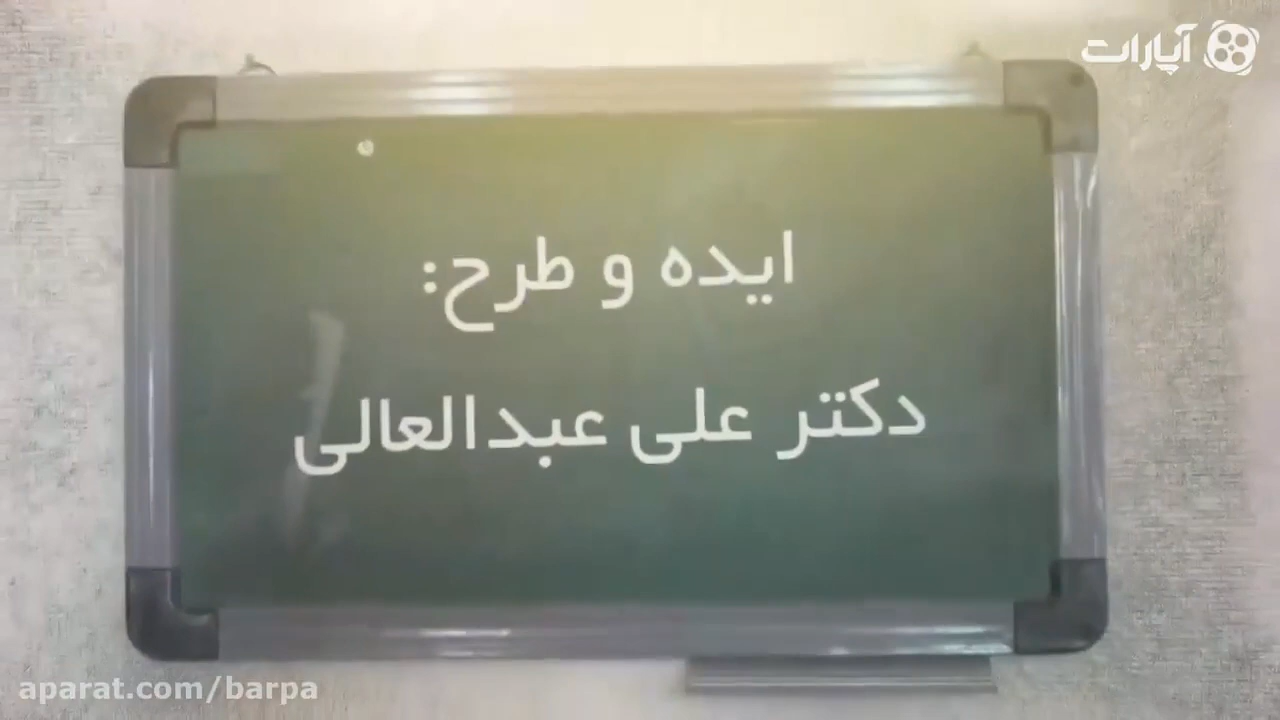 آپارات
ایده و طرح:
دکتر علی عبدالعالی
aparat.com/barpa